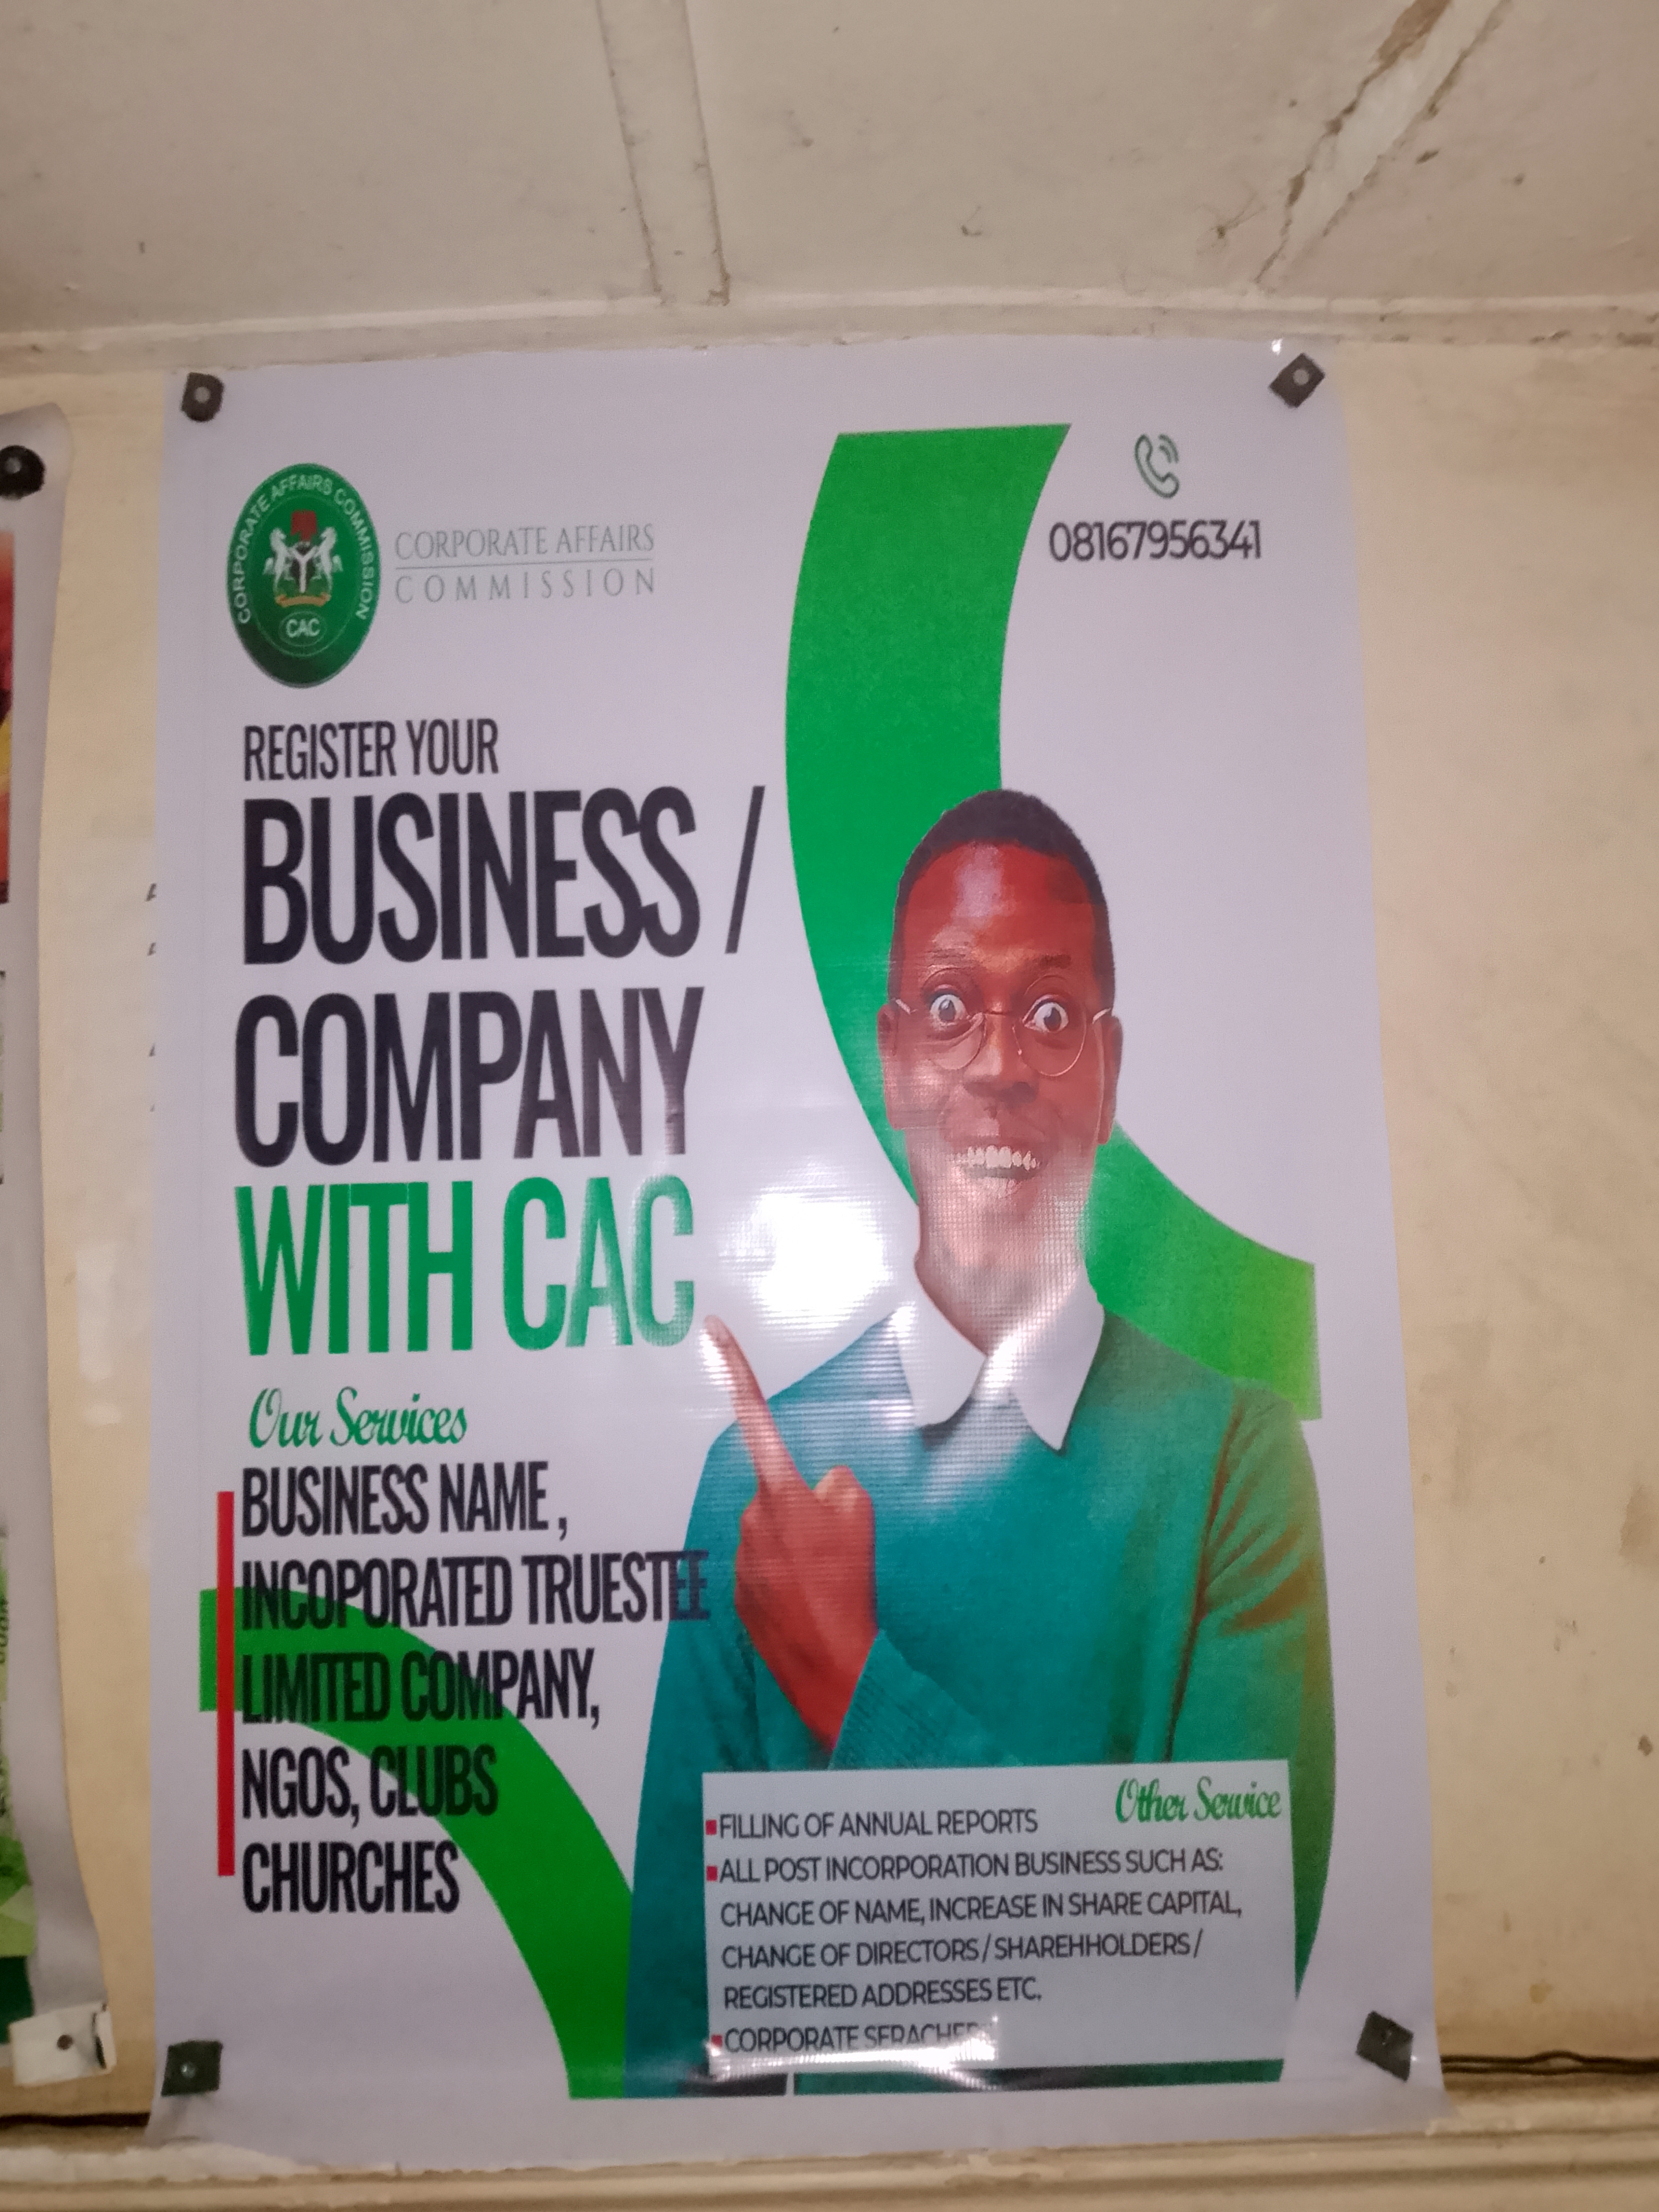 CORPORATE AFFAIRS COMMISSION
CAC
CORPORATE AFFAIRS
COMMISSION
08167956341
REGISTER YOUR
BUSINESS /
COMPANY
WITH CAC
Our Services
BUSINESS NAME ,
INCOPORATED TRUESTEE
LIMITED COMPANY,
NGOS, CLUBS
CHURCHES
Other Service
FILLING OF ANNUAL REPORTS
ALL POST INCORPORATION BUSINESS SUCH AS:
CHANGE OF NAME, INCREASE IN SHARE CAPITAL,
CHANGE OF DIRECTORS / SHAREHHOLDERS /
REGISTERED ADDRESSES ETC.
CORPORATE